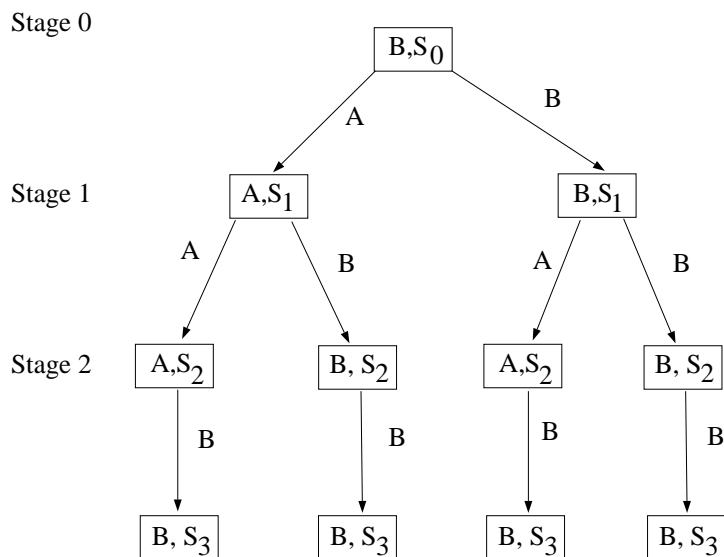 Stage 0
B,S0
A
B
Stage 1
A,S1
B,S1
A
B
A
B
Stage 2
A,S2
B, S2
A,S2
B, S2
B
B
B
B
B, S3
B, S3
B, S3
B, S3